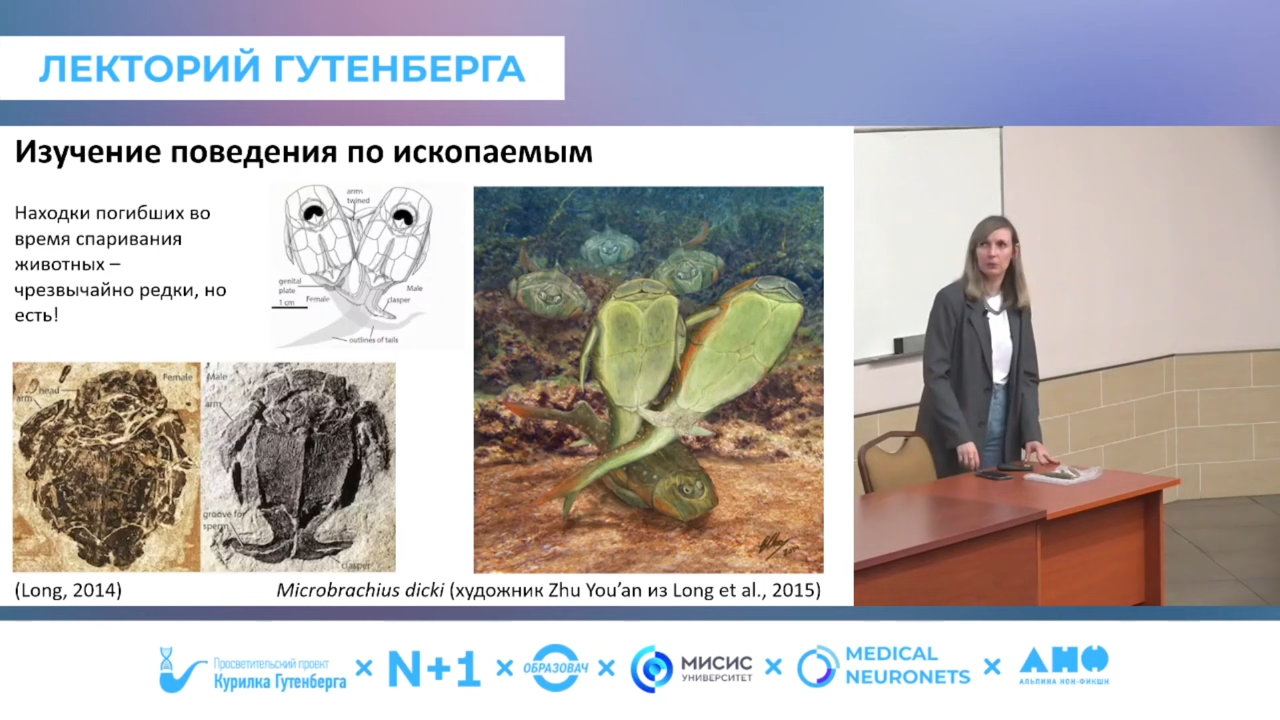 ЛЕКТОРИЙ ГУТЕНБЕРГА
Изучение поведения по ископаемым
Находки погибших во
время спаривания
животных –
чрезвычайно редки, но
есть!
arms
twined
genital
plate
1 cm
Female
Male
clasper
outlines of tails
Female
head
arm
Male
arm
groove for
sperm
clasper
(Long, 2014)
Microbrachius dicki (художник Zhu You’an из Long et al., 2015)
Просветительский проект
Курилка Гутенберга
× N+1 × ОБРАЗОВАЧ × МИСИС
УНИВЕРСИТЕТ
× MEDICAL
NEURONETS
× АНФ
АЛЬПИНА НОН-ФИКШН